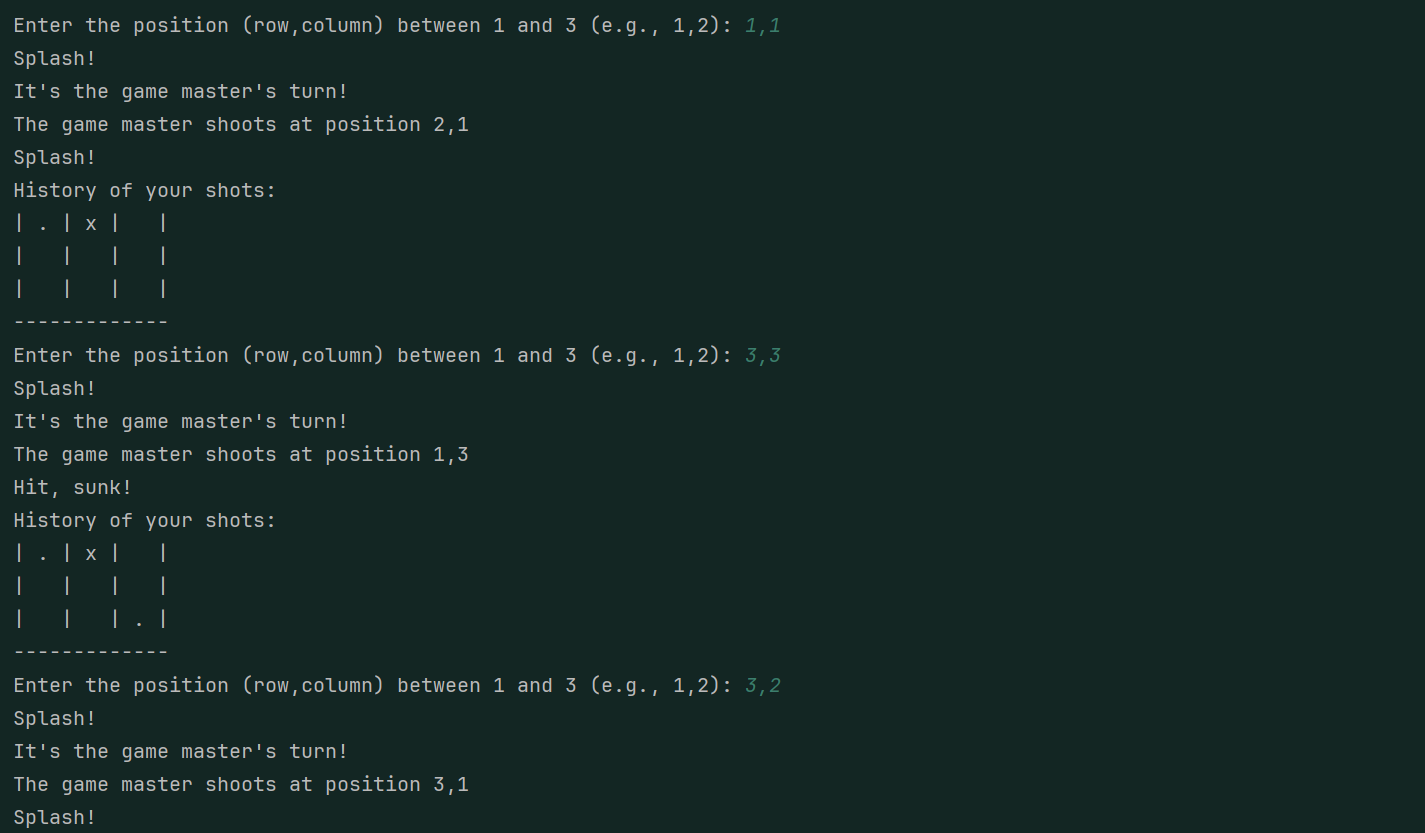 Enter the position (row,column) between 1 and 3 (e.g., 1,2): 1,1
Splash!
It's the game master's turn!
The game master shoots at position 2,1
Splash!
History of your shots:
| . | x |   |
|   |   |   |
|   |   |   |
-------------
Enter the position (row,column) between 1 and 3 (e.g., 1,2): 3,3
Splash!
It's the game master's turn!
The game master shoots at position 1,3
Hit, sunk!
History of your shots:
| . | x |   |
|   |   |   |
|   |   | . |
-------------
Enter the position (row,column) between 1 and 3 (e.g., 1,2): 3,2
Splash!
It's the game master's turn!
The game master shoots at position 3,1
Splash!